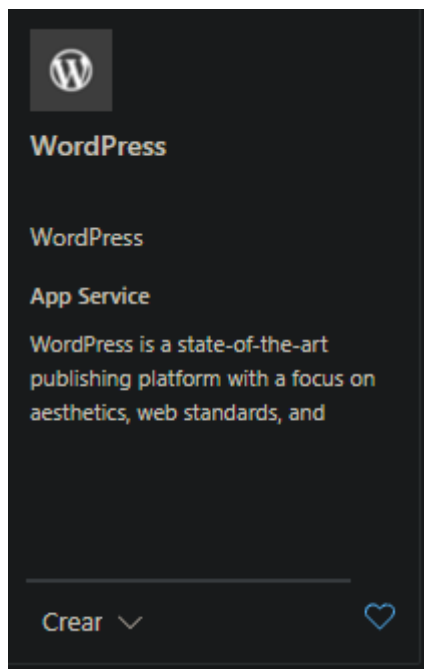 WordPress
WordPress
App Service
WordPress is a state-of-the-art
publishing platform with a focus on
aesthetics, web standards, and
Crear